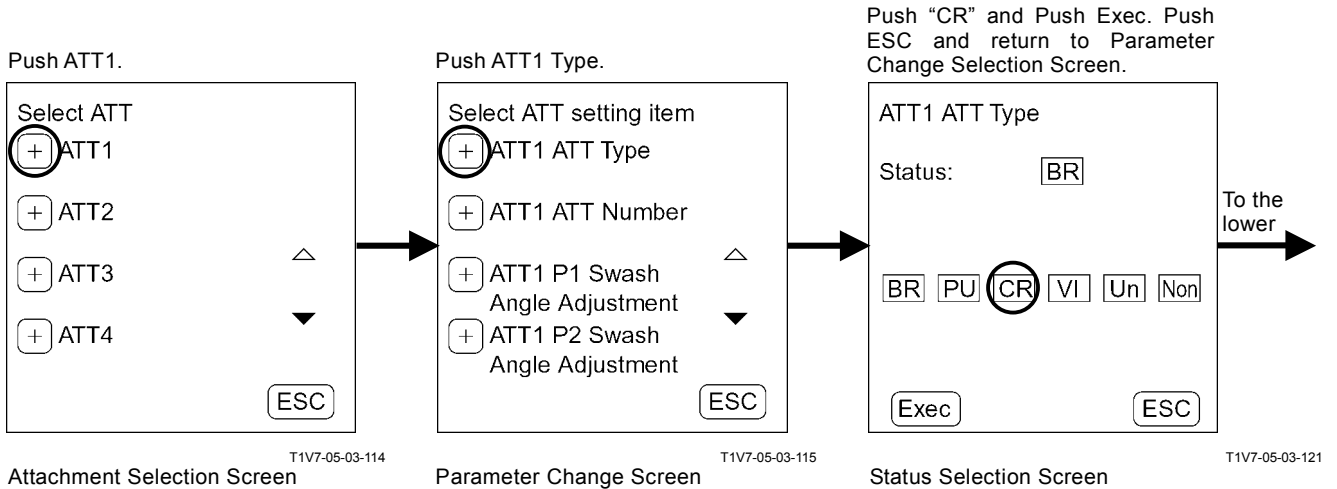 Push ATT1.
Select ATT
+ ATT1
+ ATT2
+ ATT3
+ ATT4
ESC
T1V7-05-03-114
Attachment Selection Screen
Push ATT1 Type.
Select ATT setting item
+ ATT1 ATT Type
+ ATT1 ATT Number
+ ATT1 P1 Swash
Angle Adjustment
+ ATT1 P2 Swash
Angle Adjustment
ESC
T1V7-05-03-115
Parameter Change Screen
Push “CR” and Push Exec. Push
ESC and return to Parameter
Change Selection Screen.
ATT1 ATT Type
Status: BR
BR PU CR VI Un Non
Exec ESC
T1V7-05-03-121
Status Selection Screen
To the
lower